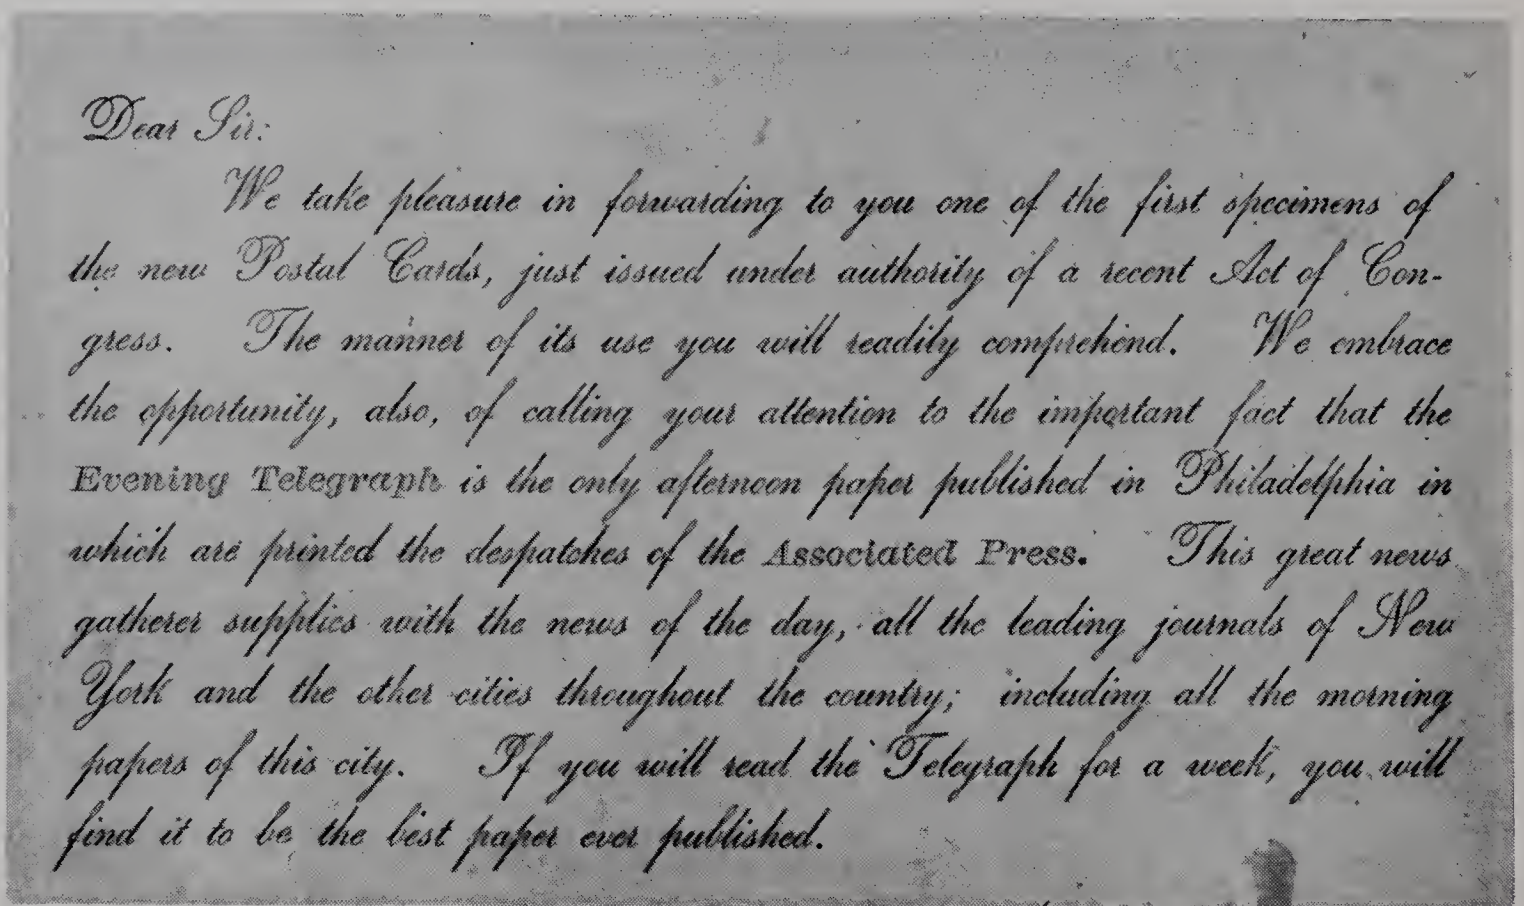 Dear Sir:
We take pleasure in forwarding to you one of the first specimens of
the new Postal Cards, just issued under authority of a recent Act of Con-
gress. The manner of its use you will readily comprehend. We embrace
the opportunity, also, of calling your attention to the important fact that the
Evening Telegraph is the only afternoon paper published in Philadelphia in
which are printed the despatches of the Associated Press. This great news
gatherer supplies with the news of the day, all the leading journals of New
York and the other cities throughout the country; including all the morning
papers of this city. If you will read the Telegraph for a week, you will
find it to be the best paper ever published.